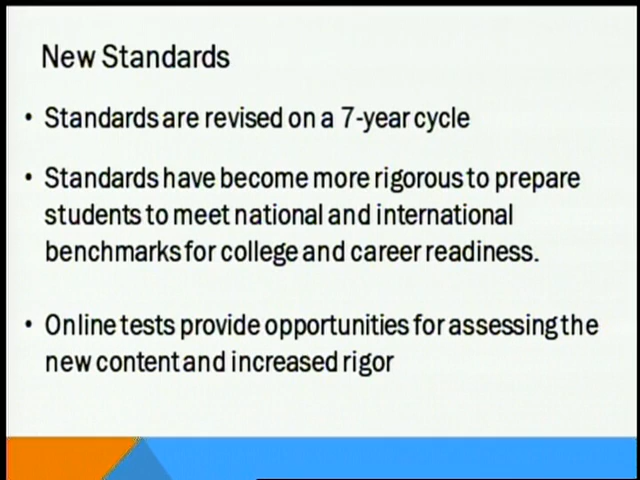 New Standards
• Standards are revised on a 7-year cycle
• Standards have become more rigorous to prepare
students to meet national and international
benchmarks for college and career readiness.
• Online tests provide opportunities for assessing the
new content and increased rigor